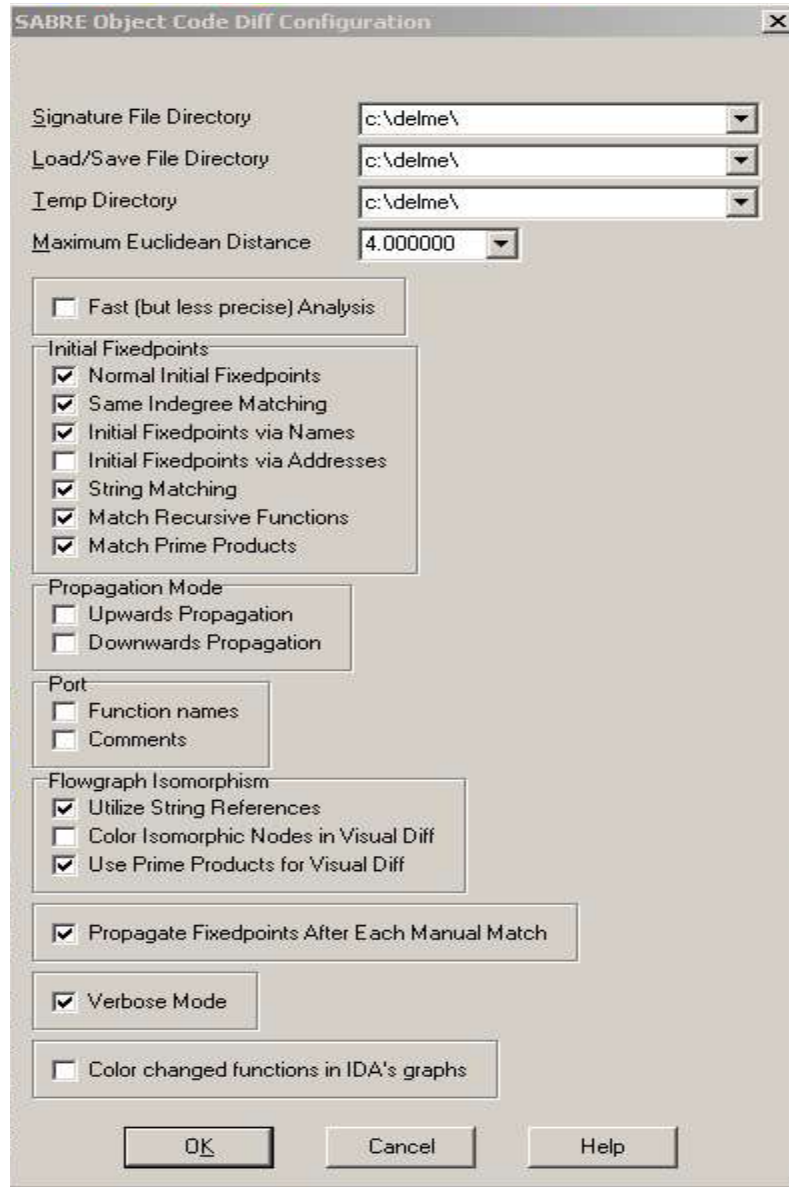 SABRE Object Code Diff Configuration
Signature File Directory c:\delme\
Load/Save File Directory c:\delme\
Temp Directory c:\delme\
Maximum Euclidean Distance 4.000000
Fast (but less precise) Analysis
Initial Fixedpoints
Normal Initial Fixedpoints
Same Indegree Matching
Initial Fixedpoints via Names
Initial Fixedpoints via Addresses
String Matching
Match Recursive Functions
Match Prime Products
Propagation Mode
Upwards Propagation
Downwards Propagation
Port
Function names
Comments
Flowgraph Isomorphism
Utilize String References
Color Isomorphic Nodes in Visual Diff
Use Prime Products for Visual Diff
Propagate Fixedpoints After Each Manual Match
Verbose Mode
Color changed functions in IDA's graphs
OK Cancel Help